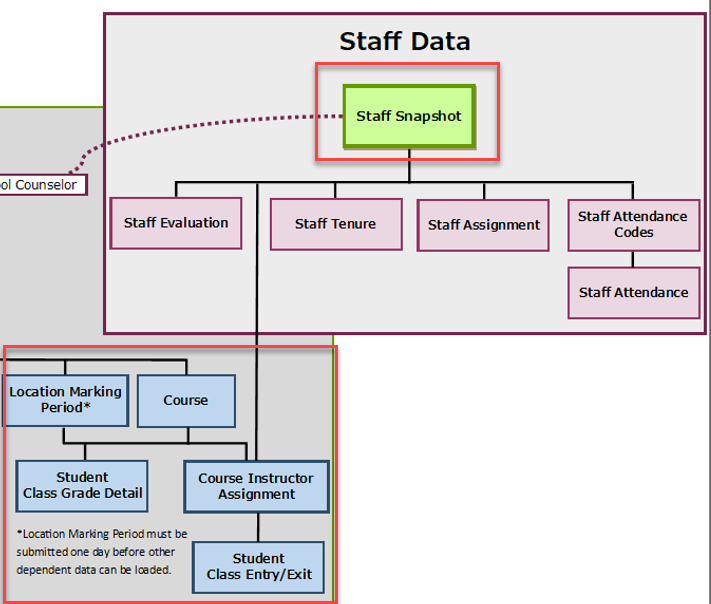 Staff Data
Staff Snapshot
ol Counselor
Staff Evaluation
Staff Tenure
Staff Assignment
Staff Attendance
Codes
Staff Attendance
Location Marking
Period*
Course
Student
Class Grade Detail
Course Instructor
Assignment
*Location Marking Period must be
submitted one day before other
dependent data can be loaded.
Student
Class Entry/Exit